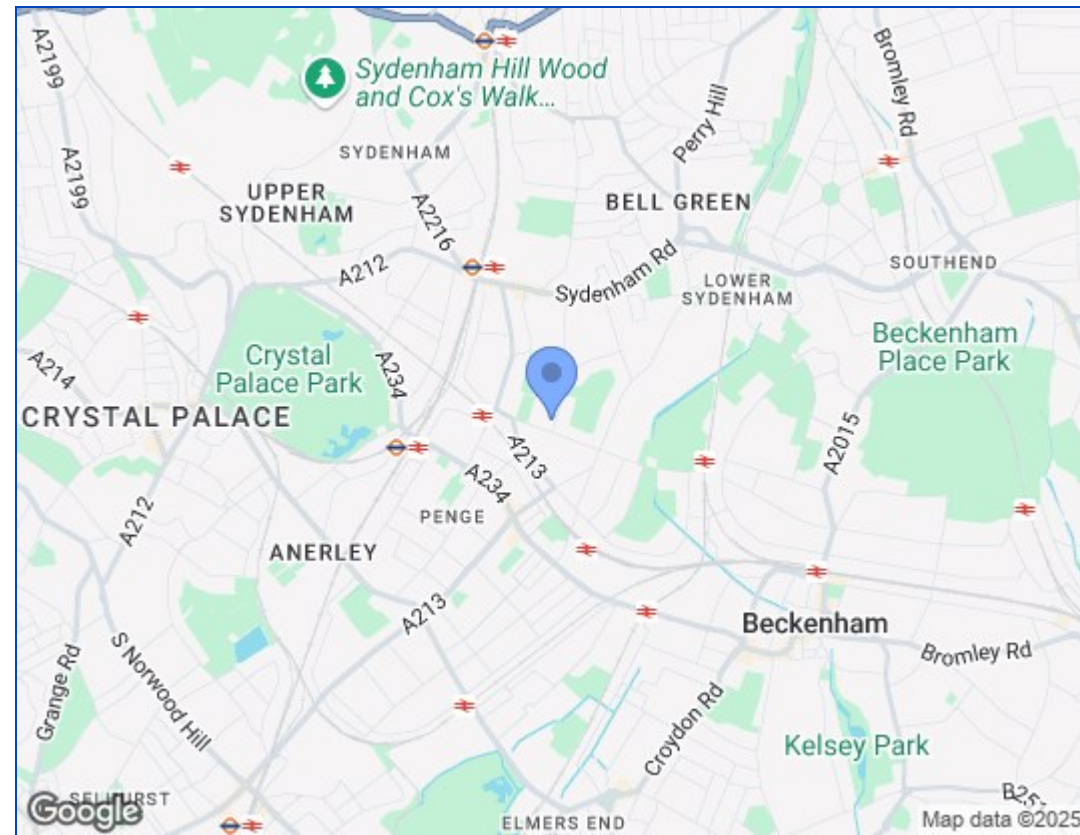 A2199
Sydenham Hill Wood
and Cox's Walk...
Bromley Rd
Perry Hill
SYDENHAM
A2199
UPPER
SYDENHAM
A2216
BELL GREEN
A212
Sydenham Rd
SOUTHEND
LOWER
SYDENHAM
Beckenham
Place Park
Crystal
Palace Park
A234
A214
CRYSTAL PALACE
A213
A2015
A234
PENGE
A212
ANERLEY
A213
Beckenham
Bromley Rd
Grange Rd
S Norwood Hill
Croydon Rd
Kelsey Park
Google
ELMERS END
Map data ©2025